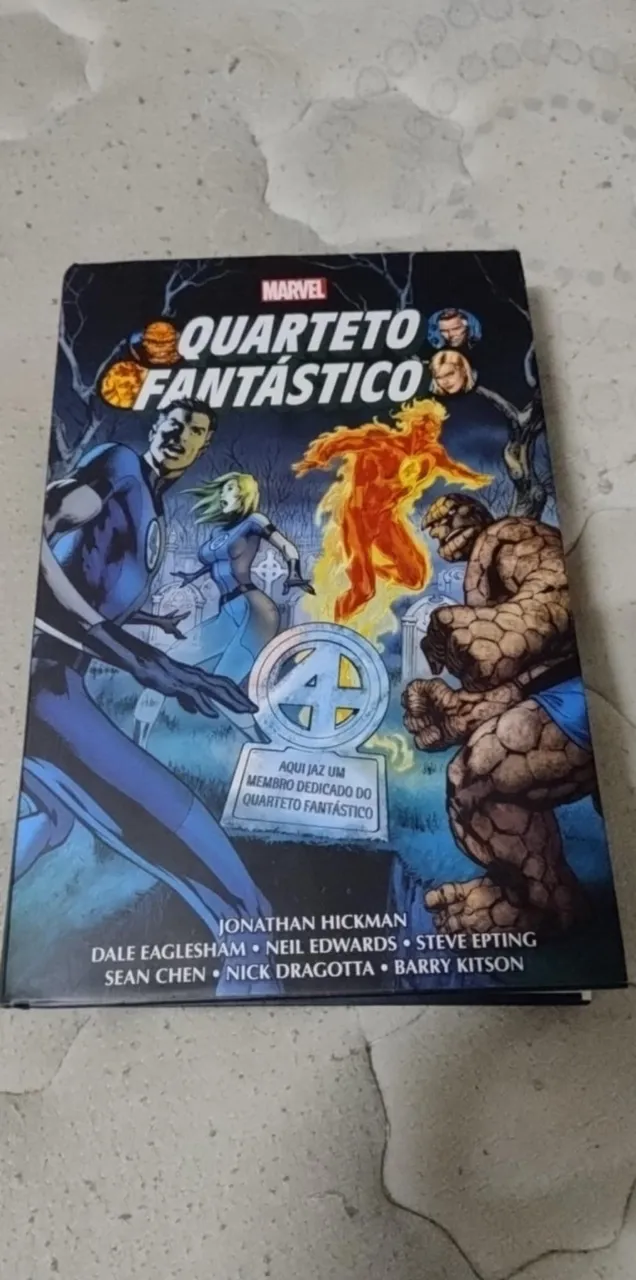 MARVEL
QUARTETO
FANTÁSTICO
4
AQUI JAZ UM
MEMBRO DEDICADO DO
QUARTETO FANTÁSTICO
JONATHAN HICKMAN
DALE EAGLESHAM • NEIL EDWARDS • STEVE EPTING
SEAN CHEN • NICK DRAGOTTA • BARRY KITSON